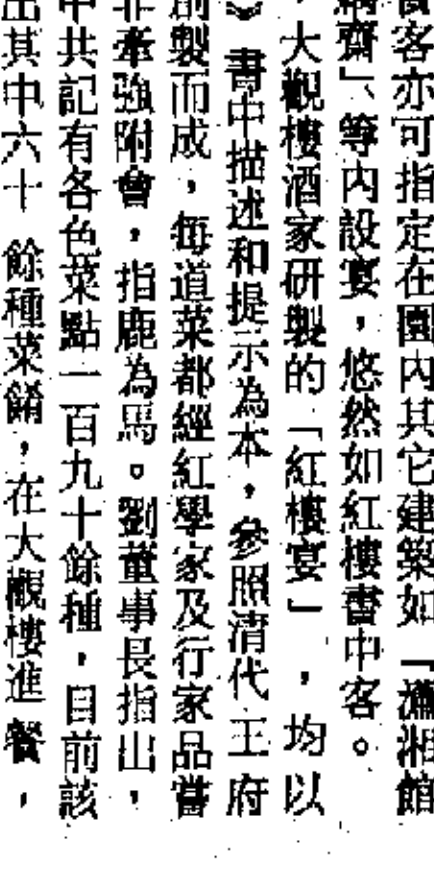 客亦可指定在園內其它建築如「瀟湘館
齋」、等內設宴，悠然如紅樓書中客。
，大觀樓酒家研製的「紅樓宴」，均以
》書中描述和提示為本，參照清代王府
創製而成，每道菜都經紅學家及行家品嘗
非牽強附會，指鹿為馬。劉董事長指出，
中共記有各色菜點一百九十餘種，目前該
出其中六十餘種菜餚，在大觀樓進餐，